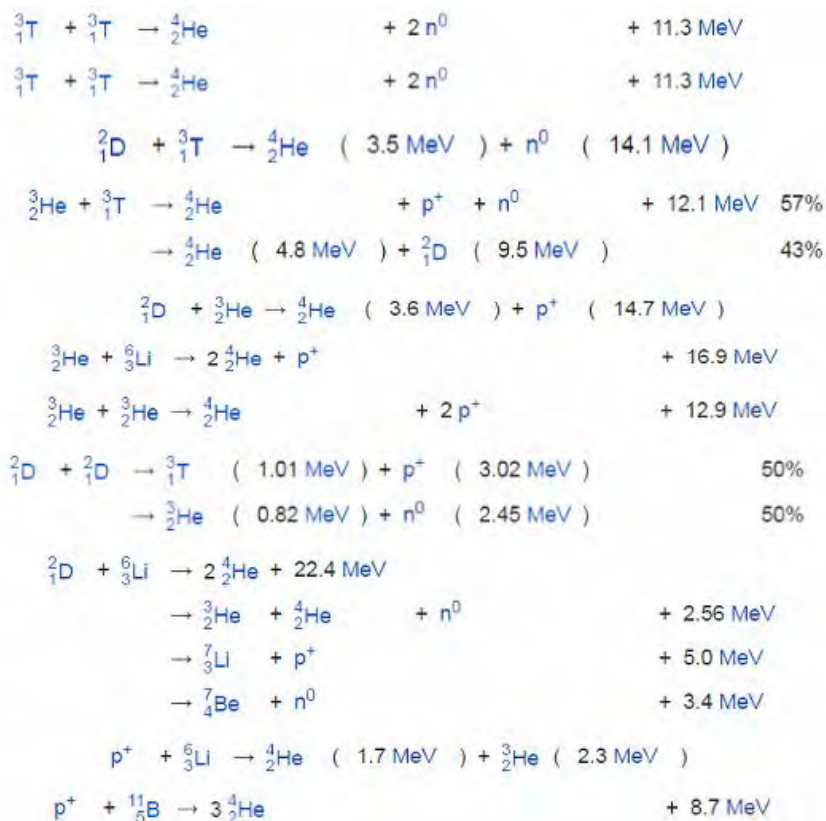 ³₁T + ³₁T → ⁴₂He + 2 n⁰ + 11.3 MeV
³₁T + ³₁T → ⁴₂He + 2 n⁰ + 11.3 MeV
²₁D + ³₁T → ⁴₂He ( 3.5 MeV ) + n⁰ ( 14.1 MeV )
³₂He + ³₁T → ⁴₂He + p⁺ + n⁰ + 12.1 MeV 57%
→ ⁴₂He ( 4.8 MeV ) + ²₁D ( 9.5 MeV ) 43%
²₁D + ³₂He → ⁴₂He ( 3.6 MeV ) + p⁺ ( 14.7 MeV )
³₂He + ⁶₃Li → 2 ⁴₂He + p⁺ + 16.9 MeV
³₂He + ³₂He → ⁴₂He + 2 p⁺ + 12.9 MeV
²₁D + ²₁D → ³₁T ( 1.01 MeV ) + p⁺ ( 3.02 MeV ) 50%
→ ³₂He ( 0.82 MeV ) + n⁰ ( 2.45 MeV ) 50%
²₁D + ⁶₃Li → 2 ⁴₂He + 22.4 MeV
→ ³₂He + ⁴₂He + n⁰ + 2.56 MeV
→ ⁷₃Li + p⁺ + 5.0 MeV
→ ⁷₄Be + n⁰ + 3.4 MeV
p⁺ + ⁶₃Li → ⁴₂He ( 1.7 MeV ) + ³₂He ( 2.3 MeV )
p⁺ + ¹¹₅B → 3 ⁴₂He + 8.7 MeV